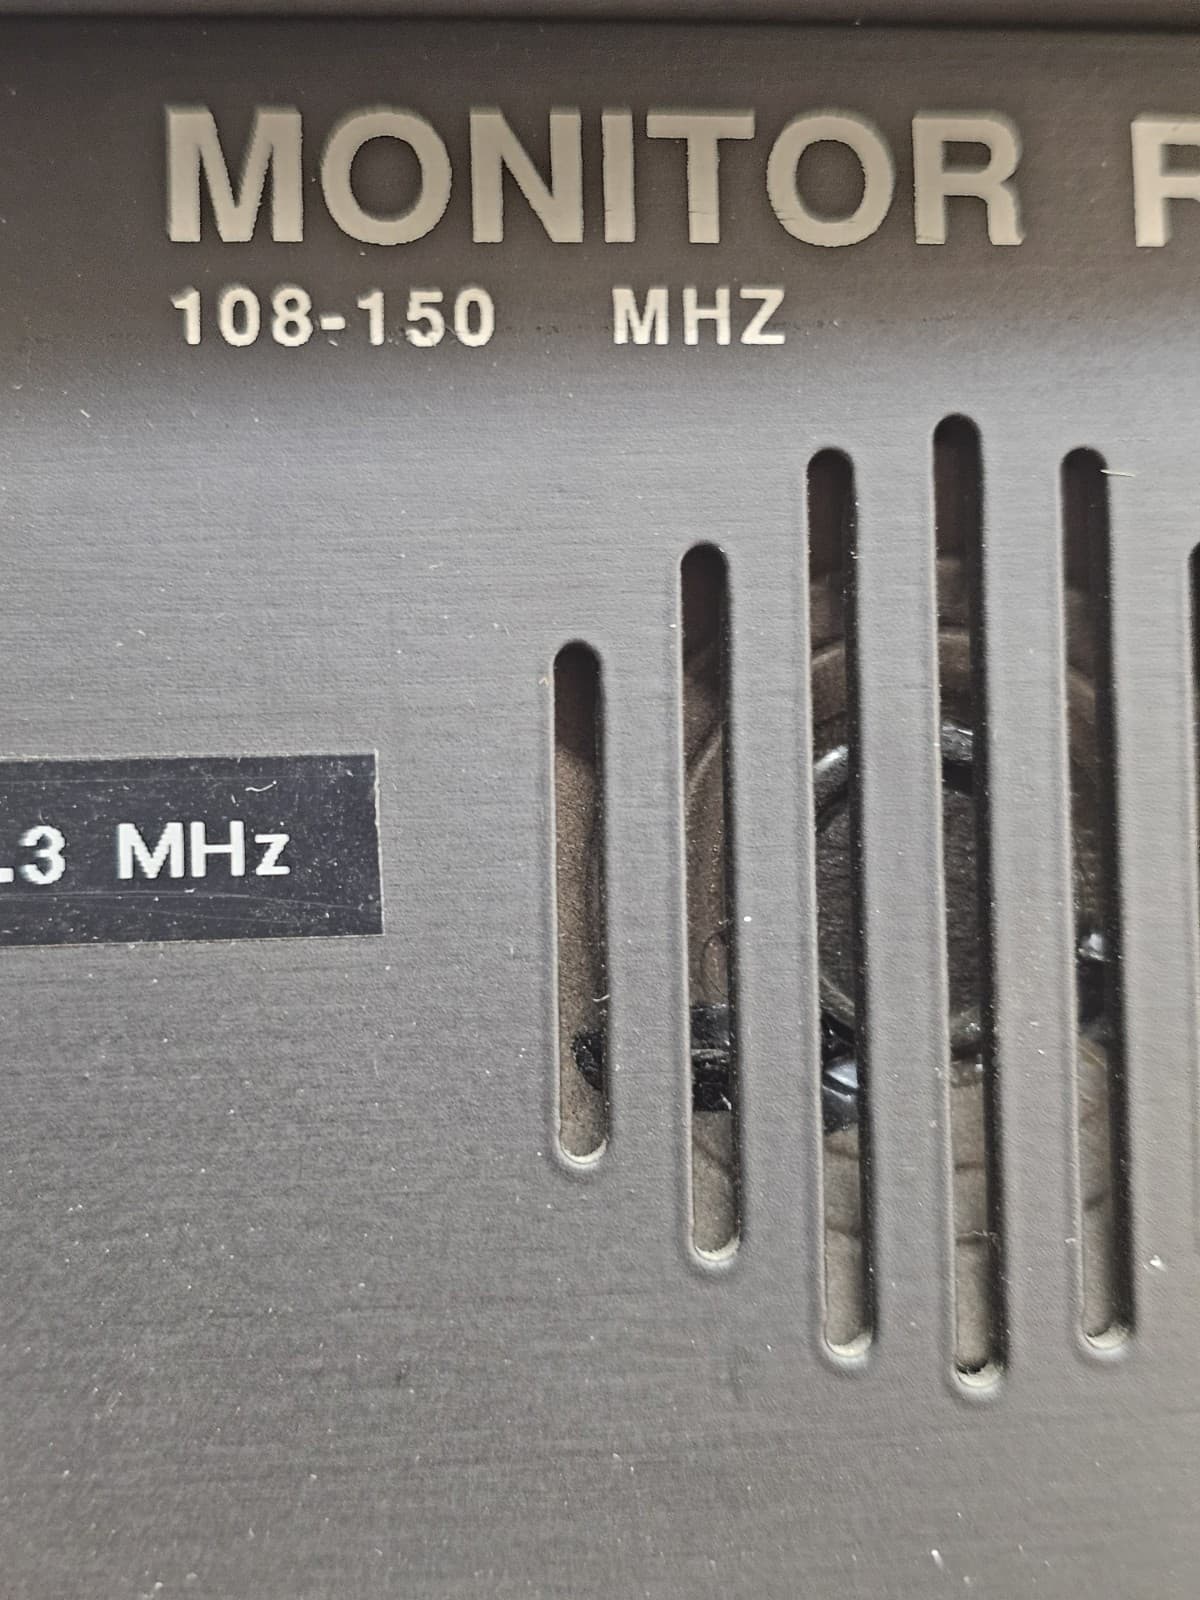 MONITOR R
108-150 MHZ
.3 MHz